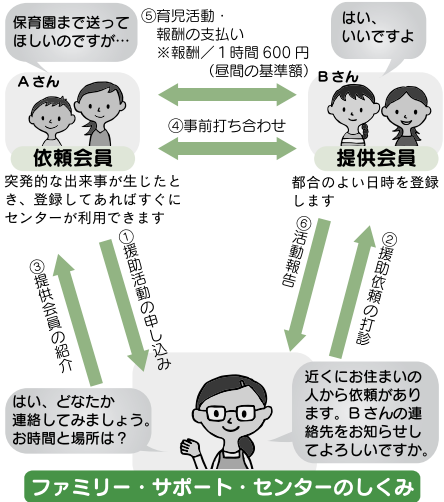 保育園まで送って
ほしいのですが…
⑤育児活動・
報酬の支払い
※報酬／1時間600円
（昼間の基準額）
はい、
いいですよ
Aさん
Bさん
④事前打ち合わせ
依頼会員
提供会員
突発的な出来事が生じたと
き、登録してあればすぐに
センターが利用できます
都合のよい日時を登録
します
③提供会員の紹介
①援助活動の申し込み
⑥活動報告
②援助依頼の打診
はい、どなたか
連絡してみましょう。
お時間と場所は？
近くにお住まいの
人から依頼があり
ます。Bさんの連
絡先をお知らせし
てよろしいですか。
ファミリー・サポート・センターのしくみ